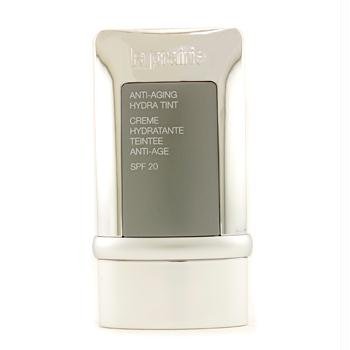 la prairie
ANTI-AGING
HYDRA TINT
CREME
HYDRATANTE
TEINTEE
ANTI-AGE
SPF 20